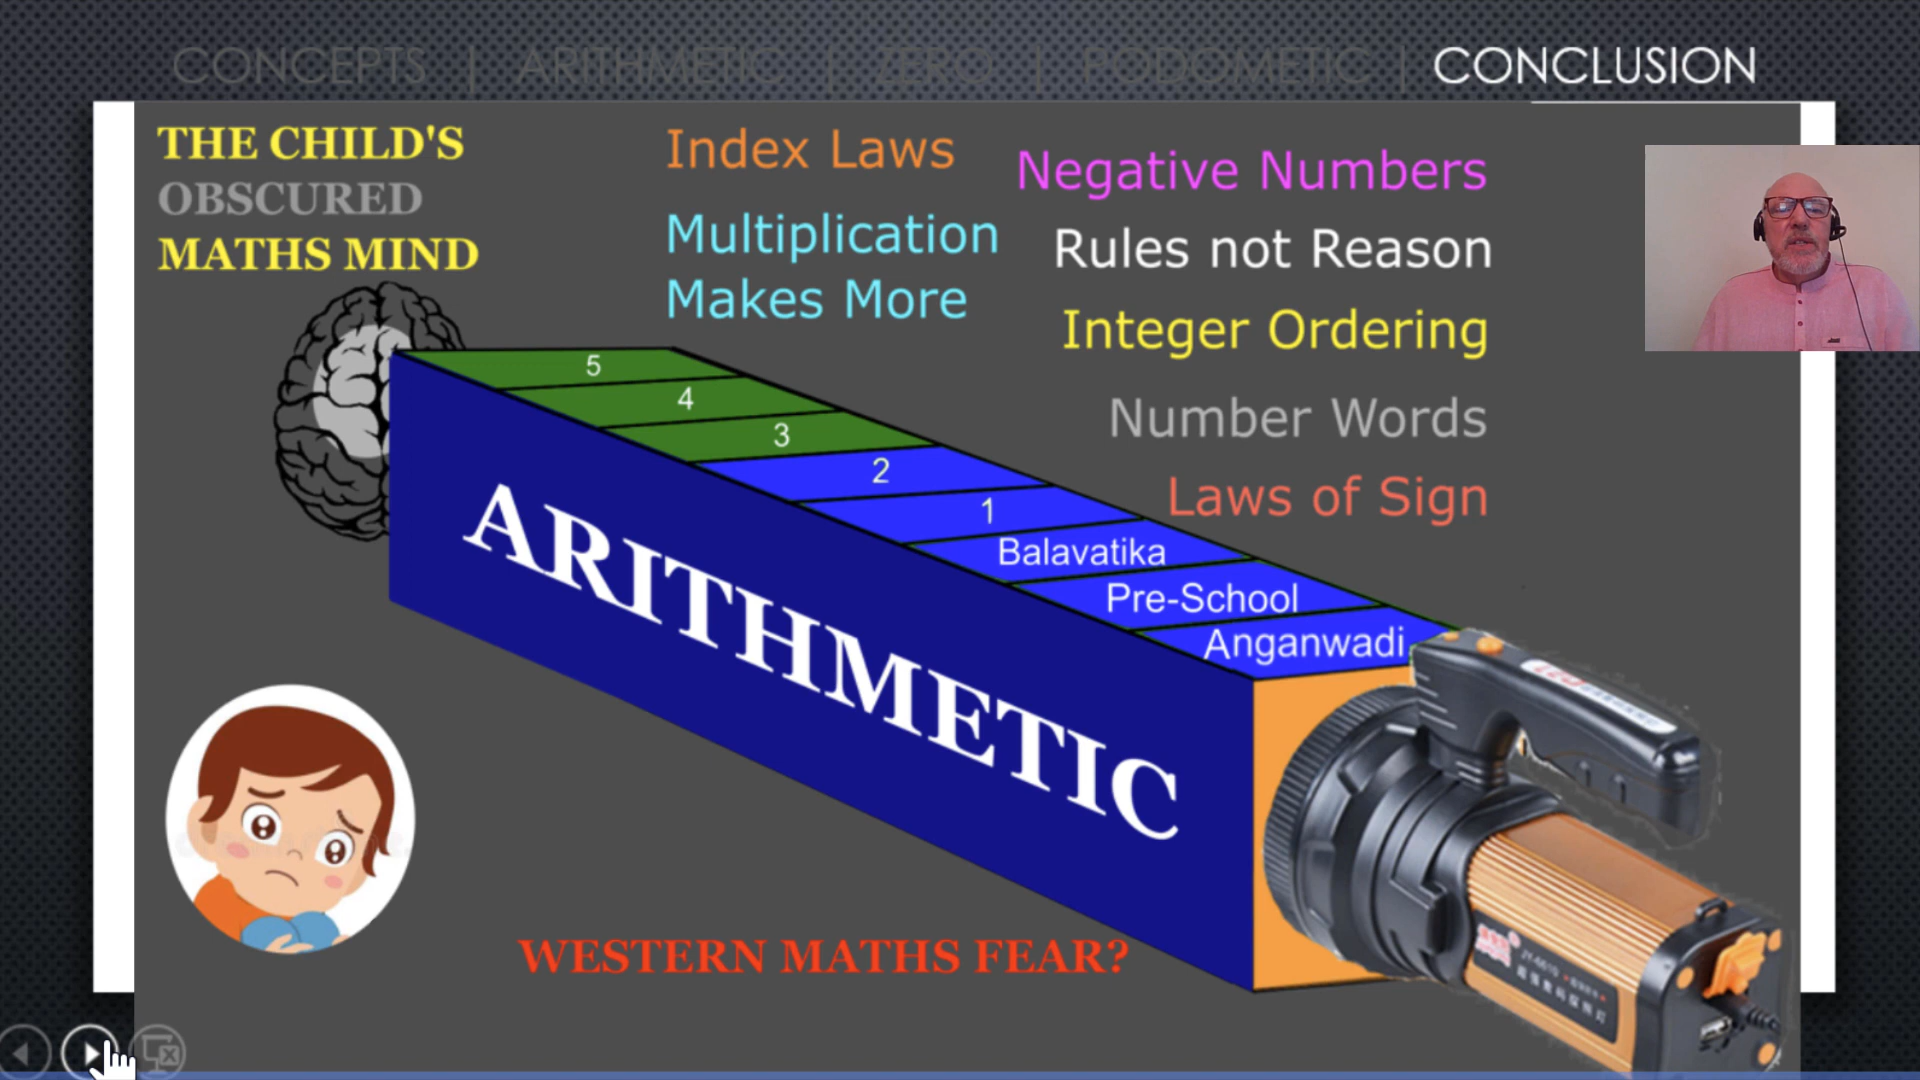 CONCEPTS | ARITHMETIC | ZERO | PODOMETIC | CONCLUSION
THE CHILD'S
OBSCURED
MATHS MIND
Index Laws
Multiplication
Makes More
Negative Numbers
Rules not Reason
Integer Ordering
Number Words
Laws of Sign
5
4
3
2
1
Balavatika
Pre-School
Anganwadi
ARITHMETIC
WESTERN MATHS FEAR?